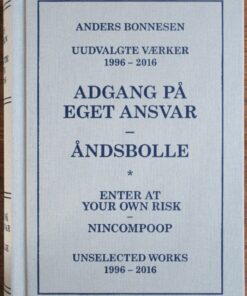 ANDERS BONNESEN
UUDVALGTE VÆRKER
1996 – 2016
ADGANG PÅ
EGET ANSVAR
–
ÅNDSBOLLE
*
ENTER AT
YOUR OWN RISK
–
NINCOMPOOP
UNSELECTED WORKS
1996 – 2016